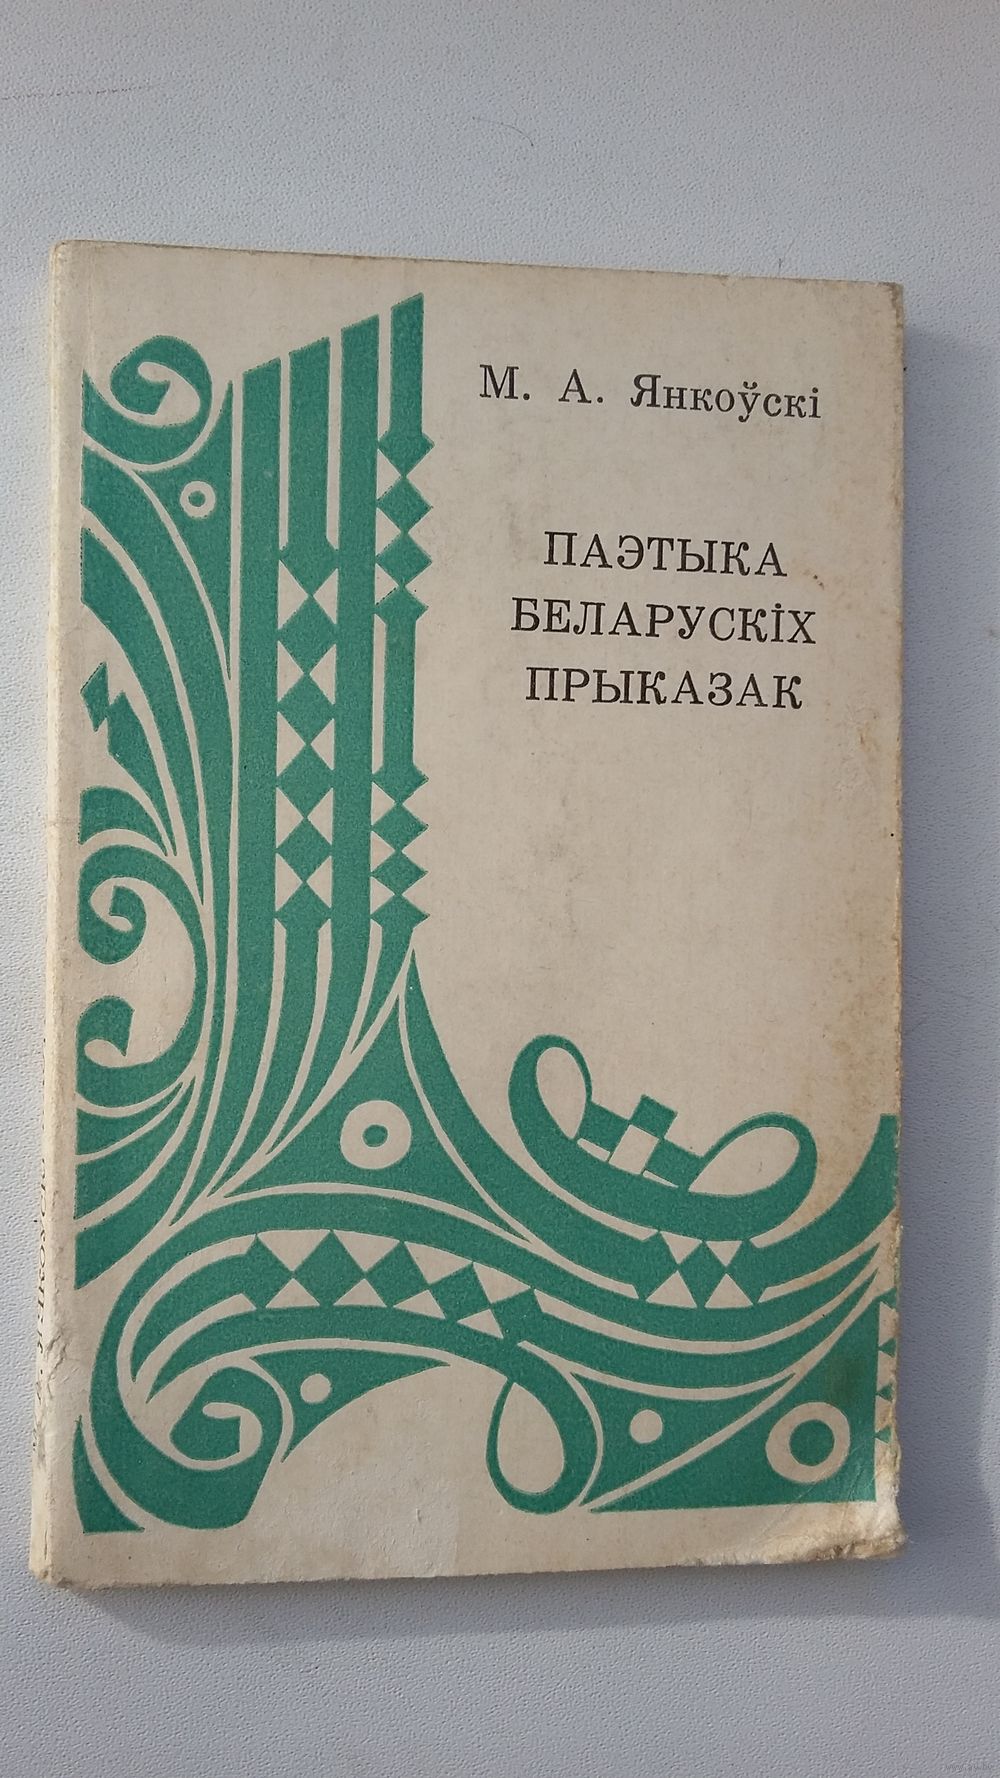 М. А. Янкоўскі
ПАЭТЫКА
БЕЛАРУСКІХ
ПРЫКАЗАК